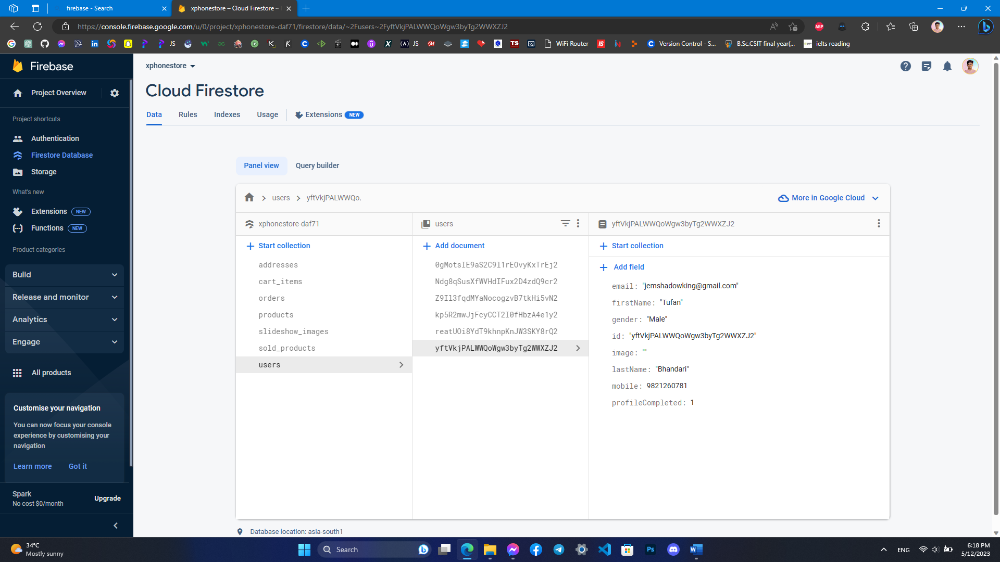 firebase - Search
xphonestore – Cloud Firestore –
https://console.firebase.google.com/u/0/project/xphonestore-daf71/firestore/data/~2Fusers~2FyftVkjPALWWQoWgw3byTg2WWXZJ2
ABP
JS
JS
WiFi Router
TS
Version Control - S...
B.Sc.CSIT final year(...
ielts reading
Firebase
xphonestore
Project Overview
Cloud Firestore
Data Rules Indexes Usage Extensions NEW
Project shortcuts
Authentication
Firestore Database
Storage
What's new
Extensions NEW
Functions NEW
Product categories
Build
Release and monitor
Analytics
Engage
All products
Customise your navigation
You can now focus your console
experience by customising your
navigation
Learn more Got it
Spark
No cost $0/month
Upgrade
Panel view Query builder
users yftVkjPALWWQo.
More in Google Cloud
xphonestore-daf71
Start collection
addresses
cart_items
orders
products
slideshow_images
sold_products
users
users
Add document
0gMotsIE9aS2C9l1rEOvyKxTrEj2
Ndg8qSusXfWVHdIFux2D4zdQ9cr2
Z9Il3fqdMYaNocogzvB7tkHi5vN2
kp5R2mwJjFcyCCT2I0fHbzA4e1y2
reatUOi8YdT9khnpKnJW3SKY8rQ2
yftVkjPALWWQoWgw3byTg2WWXZJ2
yftVkjPALWWQoWgw3byTg2WWXZJ2
Start collection
Add field
email: "jemshadowking@gmail.com"
firstName: "Tufan"
gender: "Male"
id: "yftVkjPALWWQoWgw3byTg2WWXZJ2"
image: ""
lastName: "Bhandari"
mobile: 9821260781
profileCompleted: 1
Database location: asia-south1
34°C
Mostly sunny
Search
Ps
ENG
6:18 PM
5/12/2023